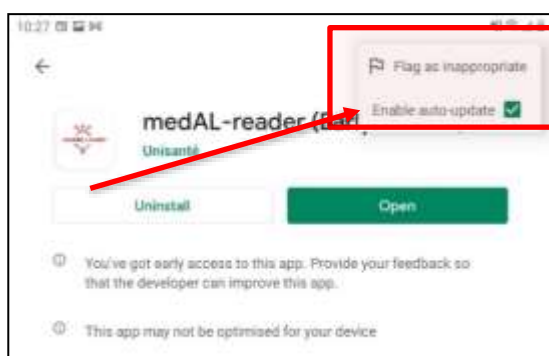 10:27
Flag as inappropriate
Enable auto-update
medAL-reader (Earl
Unisanté
Uninstall
Open
You've got early access to this app. Provide your feedback so
that the developer can improve this app.
This app may not be optimised for your device